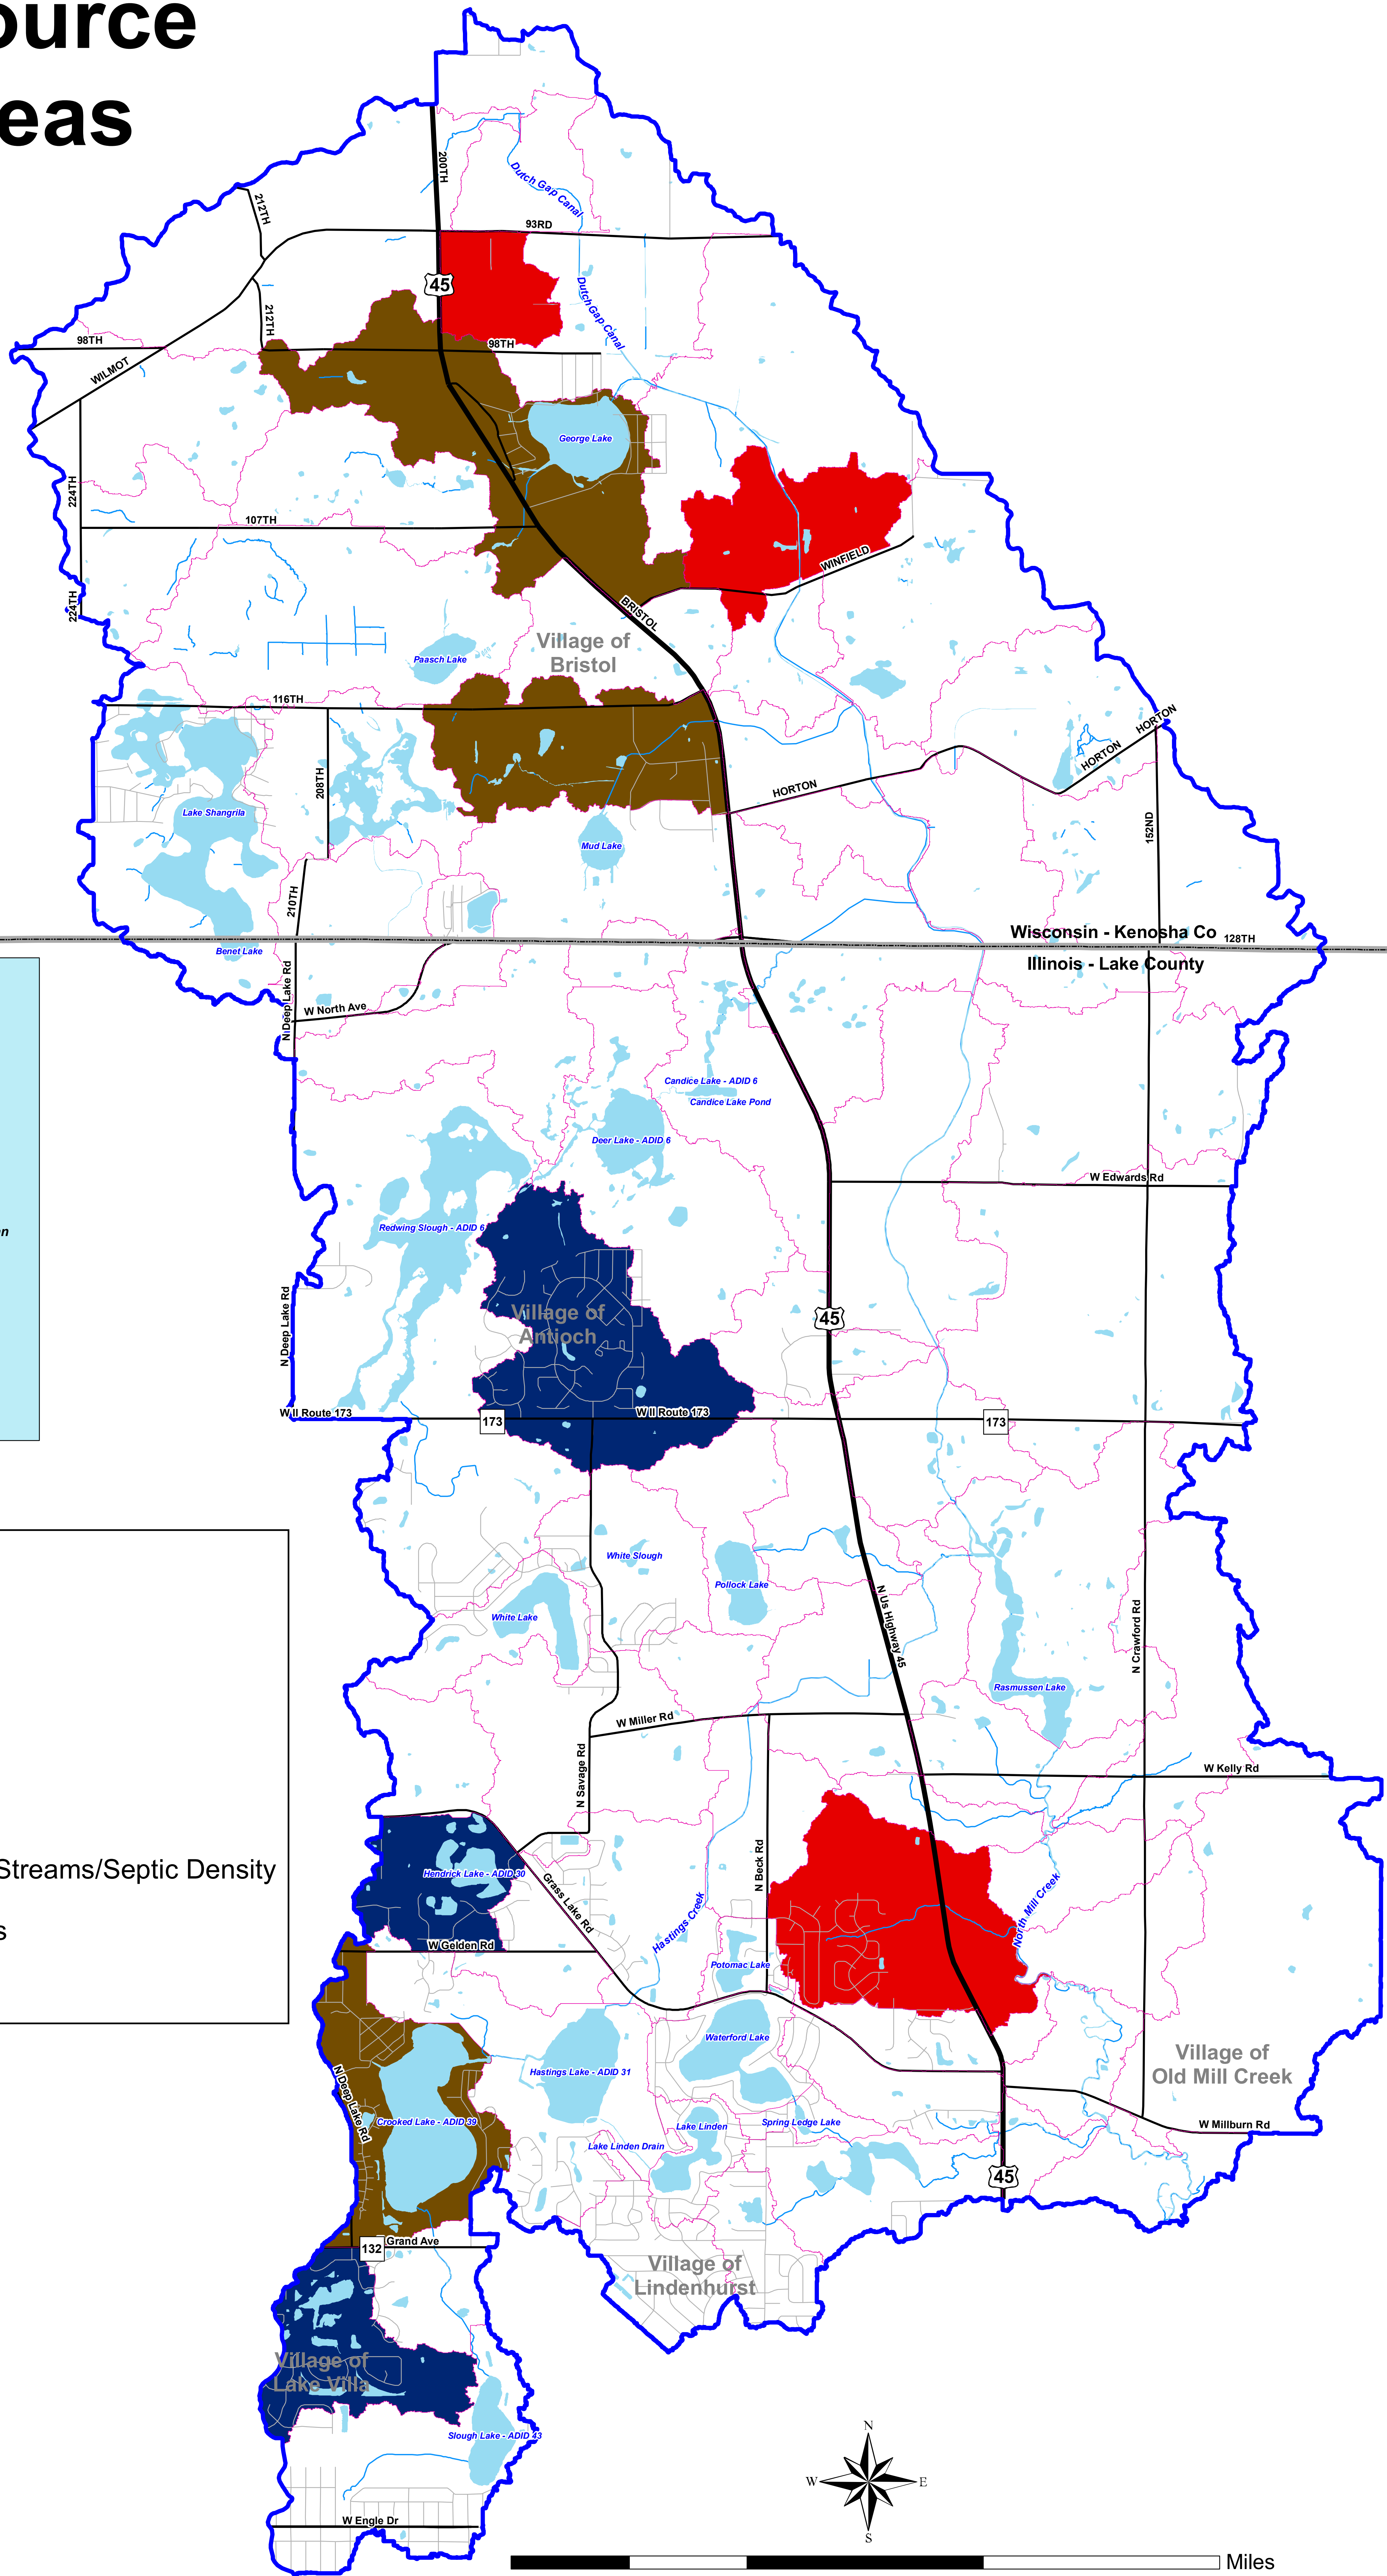 ource
eas
212TH
200TH
Dutch Gap Canal
93RD
45
212TH
Dutch Gap Canal
98TH
98TH
WILMOT
George Lake
224TH
107TH
WINFIELD
224TH
BRISTOL
Village of
Bristol
Paasch Lake
116TH
HORTON
HORTON
208TH
HORTON
Lake Shangrila
152ND
Mud Lake
210TH
Wisconsin - Kenosha Co
128TH
Benet Lake
Illinois - Lake County
N Deep Lake Rd
W North Ave
Candice Lake - ADID 6
Candice Lake Pond
Deer Lake - ADID 6
W Edwards Rd
Redwing Slough - ADID 6
n
Village of
Antioch
45
N Deep Lake Rd
W Il Route 173
W Il Route 173
173
173
White Slough
Pollock Lake
White Lake
N Us Highway 45
N Crawford Rd
Rasmussen Lake
W Miller Rd
N Savage Rd
W Kelly Rd
Streams/Septic Density
Hendrick Lake - ADID 30
N Beck Rd
Grass Lake Rd
Hastings Creek
North Mill Creek
s
W Gelden Rd
Potomac Lake
Waterford Lake
Village of
Old Mill Creek
Hastings Lake - ADID 31
N Deep Lake Rd
Crooked Lake - ADID 39
Lake Linden
Spring Ledge Lake
W Millburn Rd
Lake Linden Drain
45
132
Grand Ave
Village of
Lindenhurst
Village of
Lake Villa
Slough Lake - ADID 43
N
W
E
S
W Engle Dr
Miles